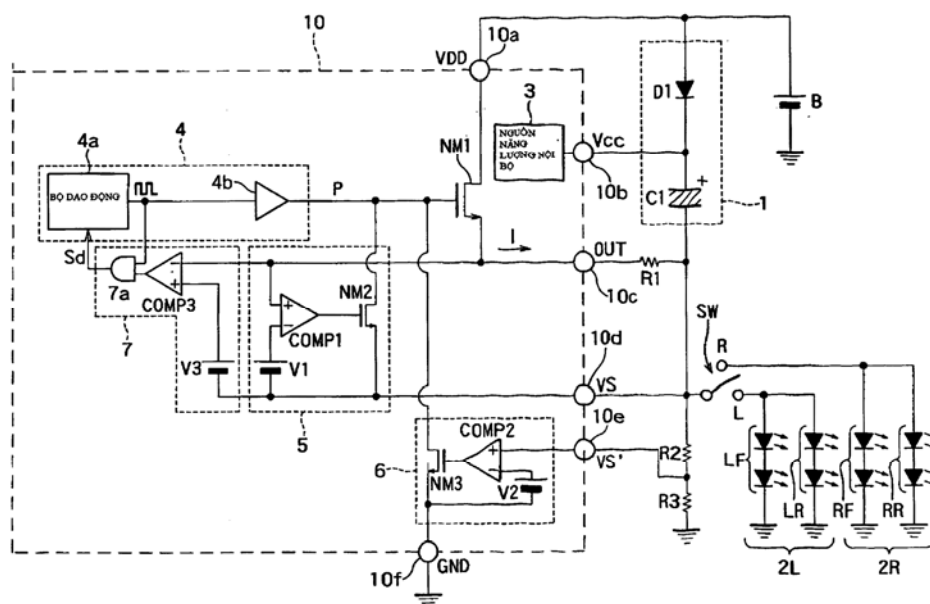 10
10a
VDD
D1
B
3
NGUỒN
NĂNG
LƯỢNG NỘI
BỘ
Vcc
10b
C1
+
1
4a
4
BỘ DAO ĐỘNG
4b
P
NM1
I
OUT
10c
R1
Sd
7a
-
+
COMP3
7
V3
+
-
COMP1
NM2
V1
5
10d
VS
SW
R
L
10e
VS'
COMP2
+
-
6
NM3
V2
R2
R3
LF
LR
RF
RR
2L
2R
10f
GND